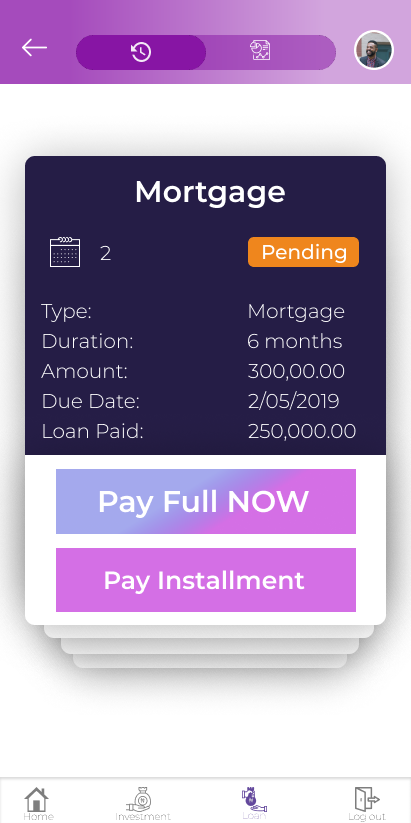 Mortgage
2 Pending
Type: Mortgage
Duration: 6 months
Amount: 300,00.00
Due Date: 2/05/2019
Loan Paid: 250,000.00
Pay Full NOW
Pay Installment
Home Investment Loan Log out